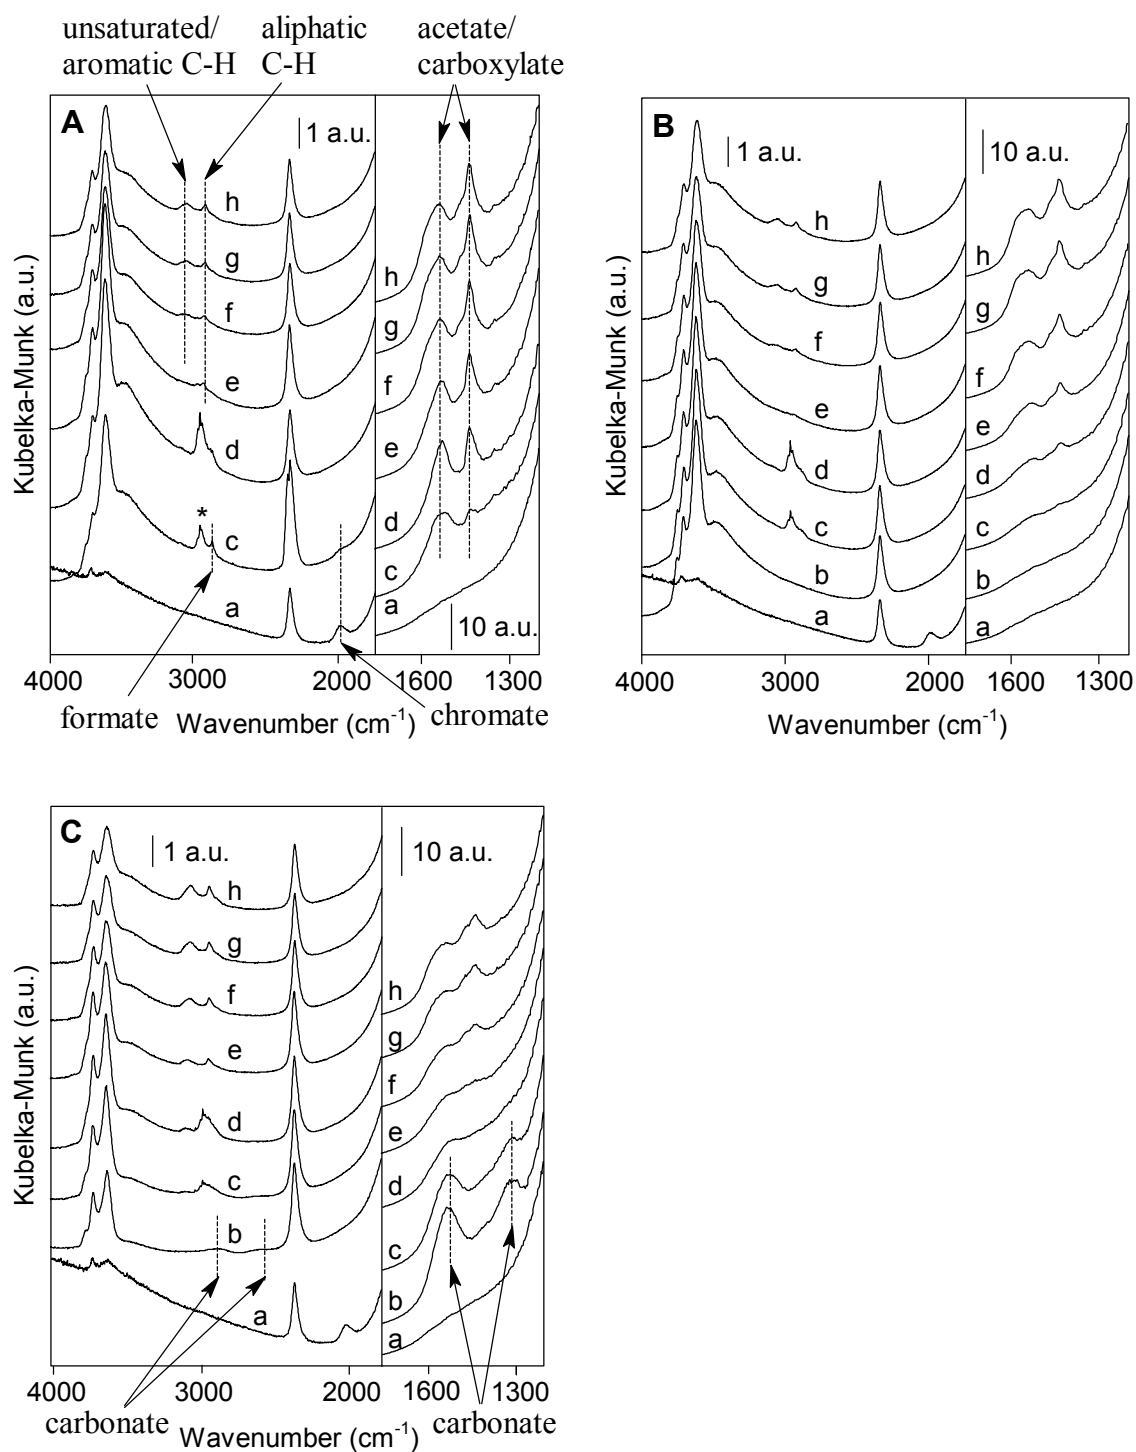 unsaturated/
aromatic C-H
aliphatic
C-H
acetate/
carboxylate
A
1 a.u.
h
g
f
e
d
*
c
a
h
g
f
e
d
c
a
10 a.u.
Kubelka-Munk (a.u.)
4000 3000 2000 1600 1300
formate
Wavenumber (cm-1)
chromate
B
1 a.u.
10 a.u.
h
g
f
e
d
c
b
a
h
g
f
e
d
c
b
a
Kubelka-Munk (a.u.)
4000 3000 2000 1600 1300
Wavenumber (cm-1)
C
1 a.u.
10 a.u.
h
g
f
e
d
c
b
a
h
g
f
e
d
c
b
a
Kubelka-Munk (a.u.)
4000 3000 2000 1600 1300
carbonate
Wavenumber (cm-1)
carbonate